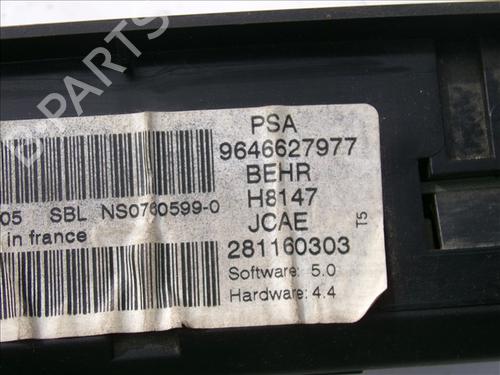 PSA
9646627977
BEHR
H8147
JCAE
281160303
Software: 5.0
Hardware: 4.4
T5
05 SBL NS0760599-0
in france
B-PARTS